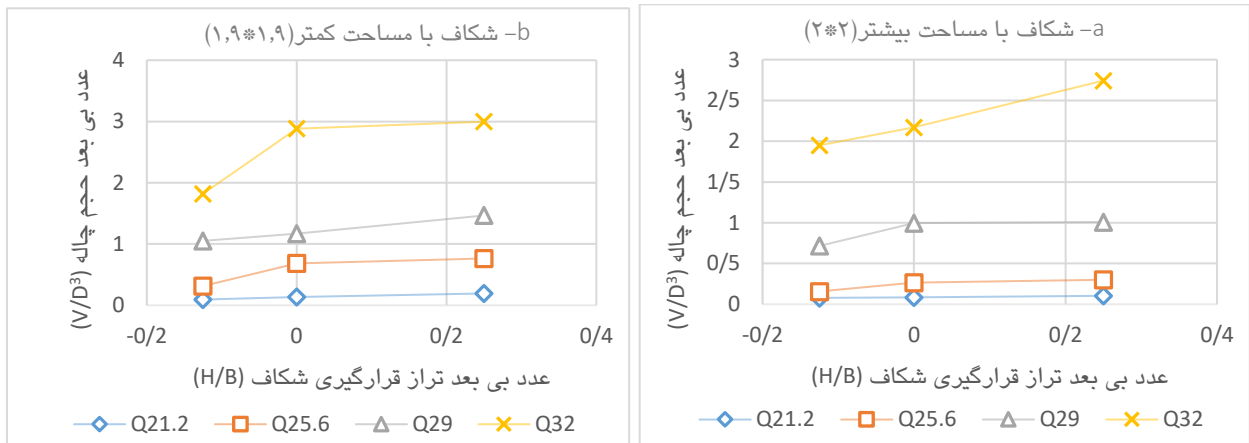 b- شکاف با مساحت کمتر(۱,۹*۱,۹)
عدد بی بعد حجم چاله (V/D³)
4
3
2
1
0
-0/2
0
0/2
0/4
عدد بی بعد تراز قرارگیری شکاف (H/B)
Q21.2
Q25.6
Q29
Q32
a- شکاف با مساحت بیشتر(۲*۲)
عدد بی بعد حجم چاله (V/D³)
3
2/5
2
1/5
1
0/5
0
-0/2
0
0/2
0/4
عدد بی بعد تراز قرارگیری شکاف (H/B)
Q21.2
Q25.6
Q29
Q32